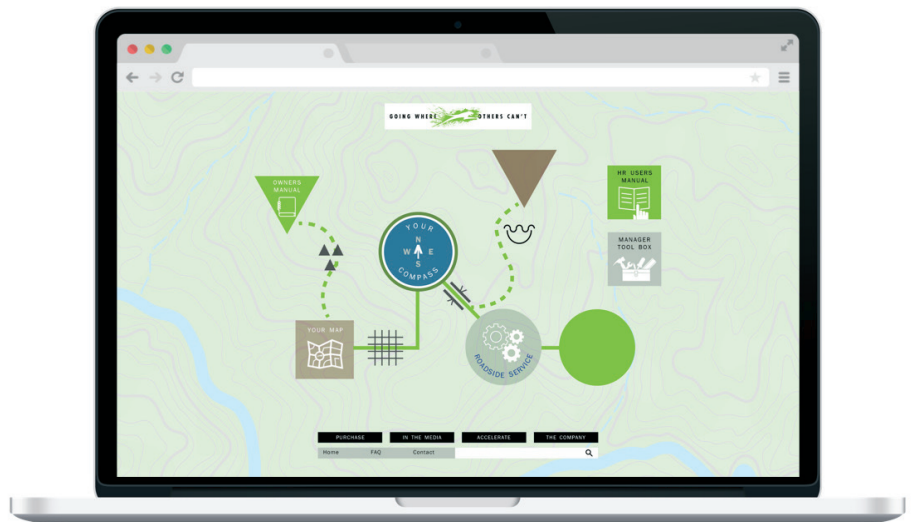 GOING WHERE OTHERS CAN'T
OWNERS
MANUAL
HR USERS
MANUAL
YOUR
N
W E
S
COMPASS
MANAGER
TOOL BOX
YOUR MAP
ROADSIDE SERVICE
PURCHASE IN THE MEDIA ACCELERATE THE COMPANY
Home FAQ Contact